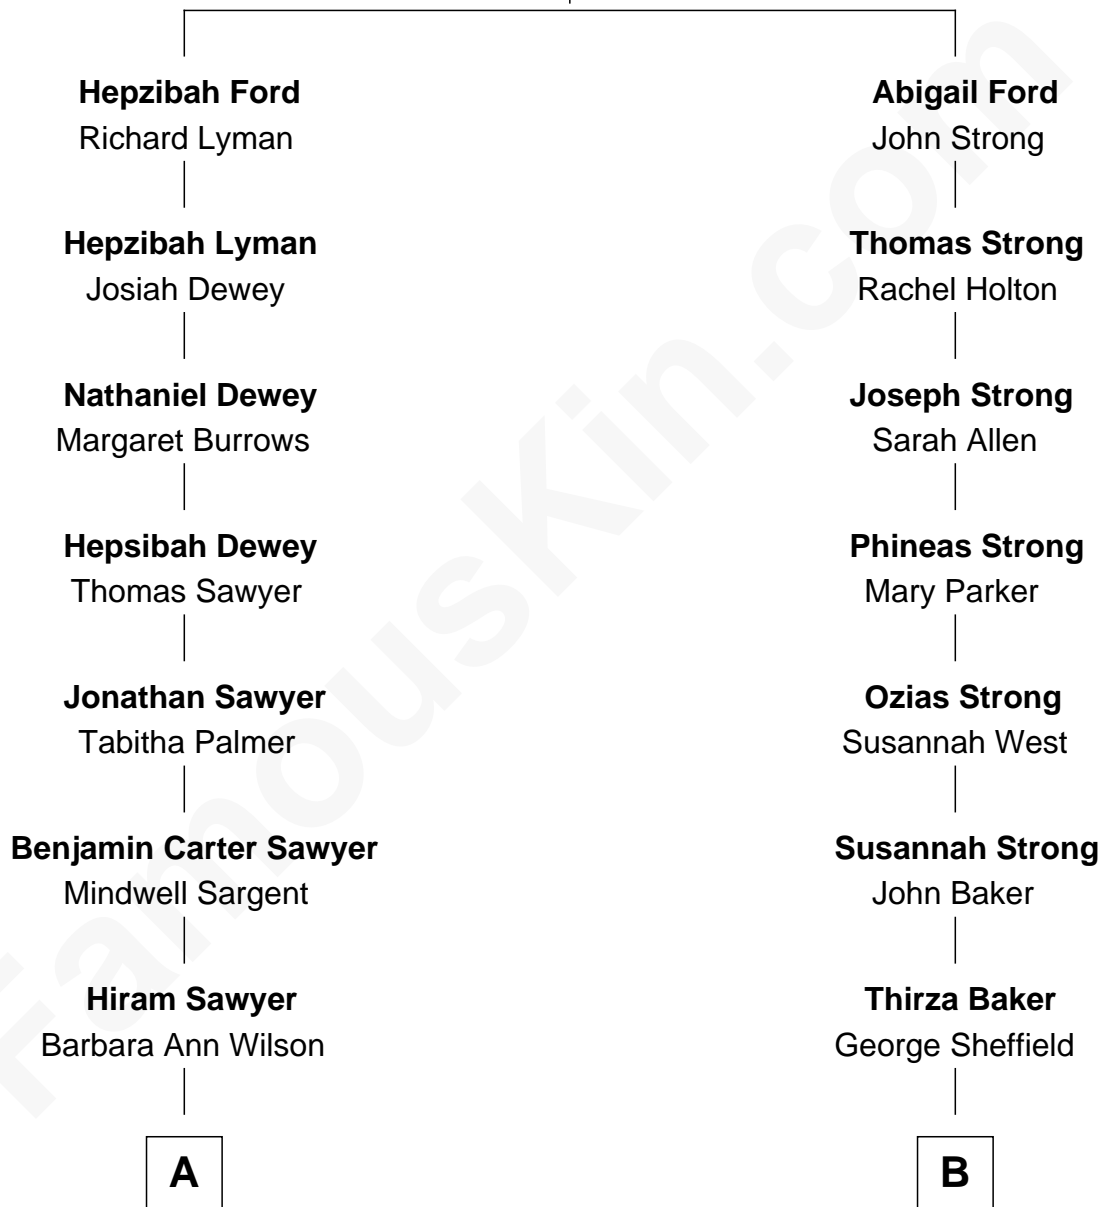 Hepzibah Ford
Richard Lyman
Hepzibah Lyman
Josiah Dewey
Nathaniel Dewey
Margaret Burrows
Hepsibah Dewey
Thomas Sawyer
Jonathan Sawyer
Tabitha Palmer
Benjamin Carter Sawyer
Mindwell Sargent
Hiram Sawyer
Barbara Ann Wilson
A
Abigail Ford
John Strong
Thomas Strong
Rachel Holton
Joseph Strong
Sarah Allen
Phineas Strong
Mary Parker
Ozias Strong
Susannah West
Susannah Strong
John Baker
Thirza Baker
George Sheffield
B
FamousKin.com